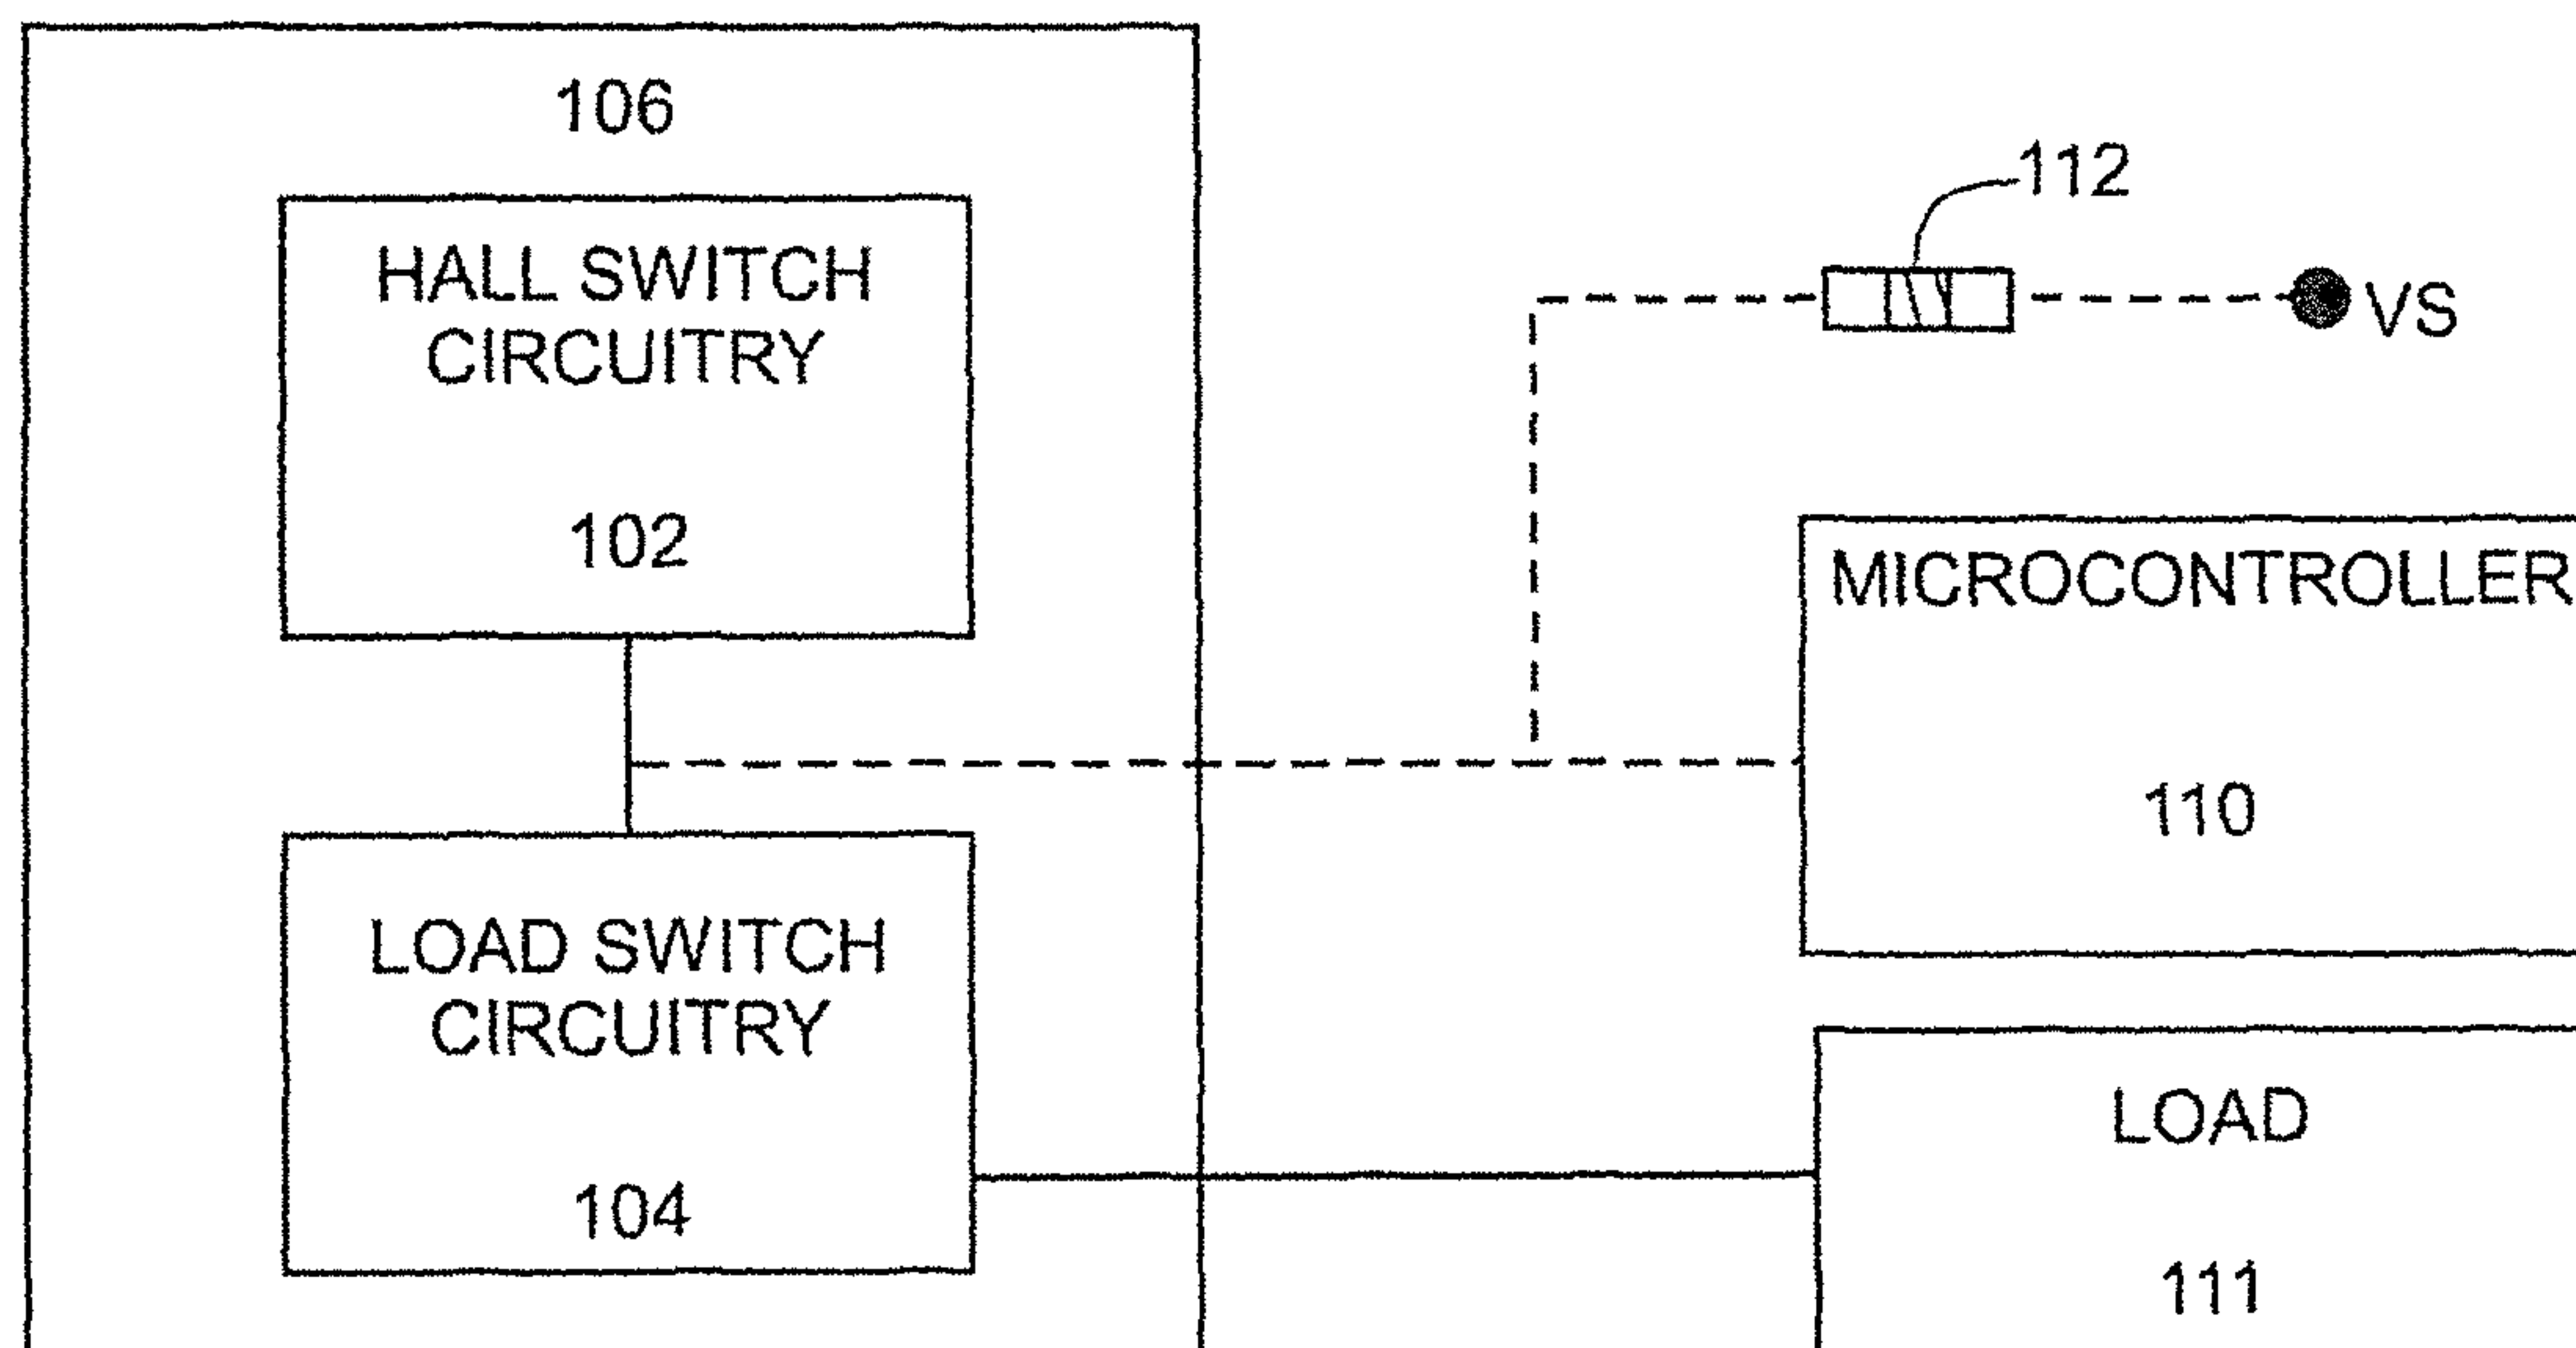 106
HALL SWITCH
CIRCUITRY
102
112
VS
MICROCONTROLLER
110
LOAD SWITCH
CIRCUITRY
104
LOAD
111